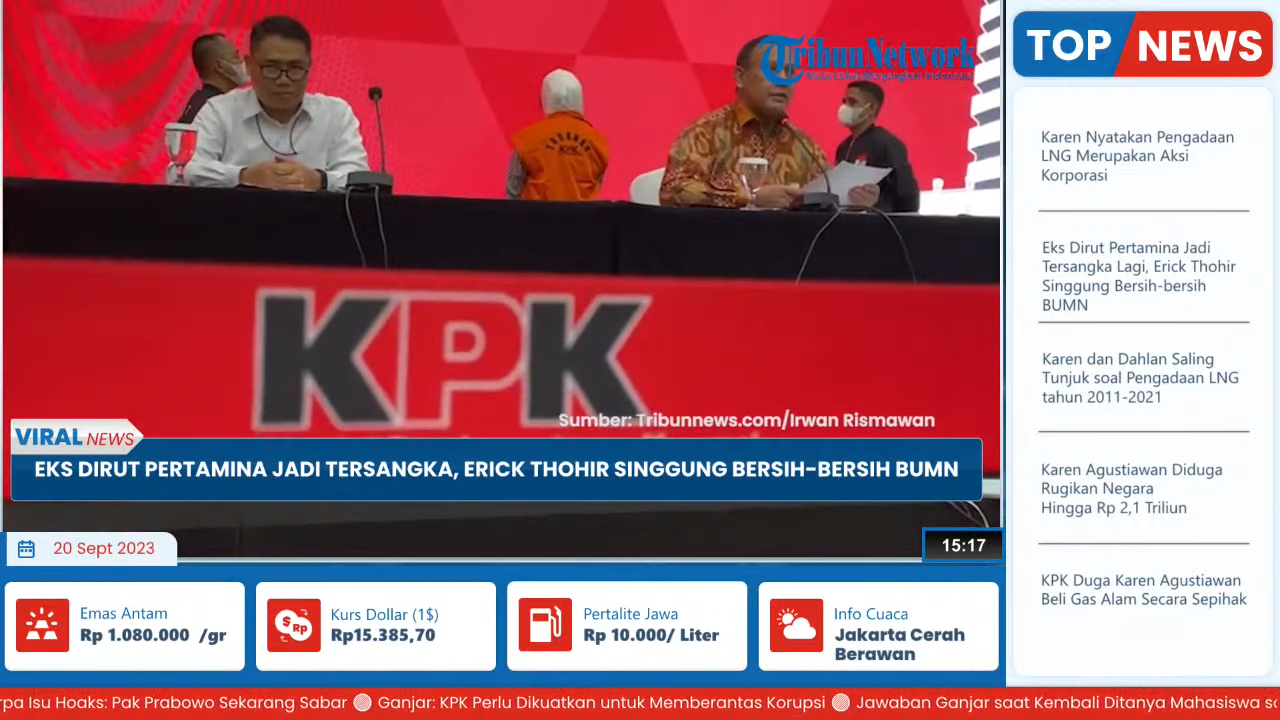 TribunNetwork
TOP NEWS
Karen Nyatakan Pengadaan
LNG Merupakan Aksi
Korporasi
Eks Dirut Pertamina Jadi
Tersangka Lagi, Erick Thohir
Singgung Bersih-bersih
BUMN
Karen dan Dahlan Saling
Tunjuk soal Pengadaan LNG
tahun 2011-2021
Karen Agustiawan Diduga
Rugikan Negara
Hingga Rp 2,1 Triliun
KPK Duga Karen Agustiawan
Beli Gas Alam Secara Sepihak
TAHANAN
KPK
KPK
Sumber: Tribunnews.com/Irwan Rismawan
VIRAL NEWS
EKS DIRUT PERTAMINA JADI TERSANGKA, ERICK THOHIR SINGGUNG BERSIH-BERSIH BUMN
20 Sept 2023
15:17
Emas Antam
Rp 1.080.000 /gr
Kurs Dollar (1$)
Rp15.385,70
Pertalite Jawa
Rp 10.000/ Liter
Info Cuaca
Jakarta Cerah
Berawan
rpa Isu Hoaks: Pak Prabowo Sekarang Sabar Ganjar: KPK Perlu Dikuatkan untuk Memberantas Korupsi Jawaban Ganjar saat Kembali Ditanya Mahasiswa